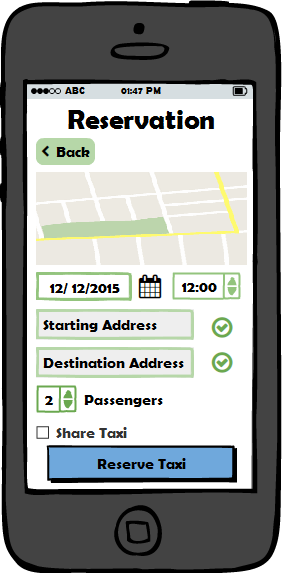 ABC 01:47 PM
Reservation
Back
12/ 12/2015 12:00
Starting Address
Destination Address
2 Passengers
Share Taxi
Reserve Taxi